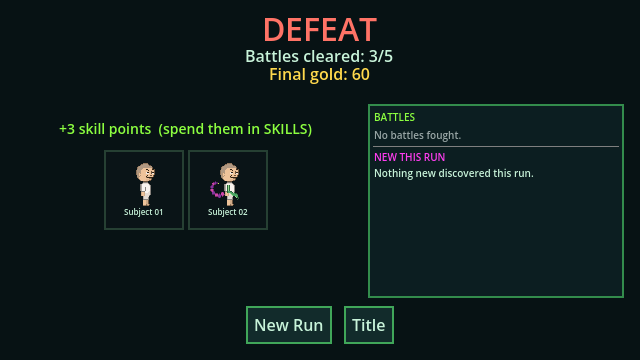 DEFEAT
Battles cleared: 3/5
Final gold: 60
+3 skill points  (spend them in SKILLS)
Subject 01
Subject 02
BATTLES
No battles fought.
NEW THIS RUN
Nothing new discovered this run.
New Run
Title